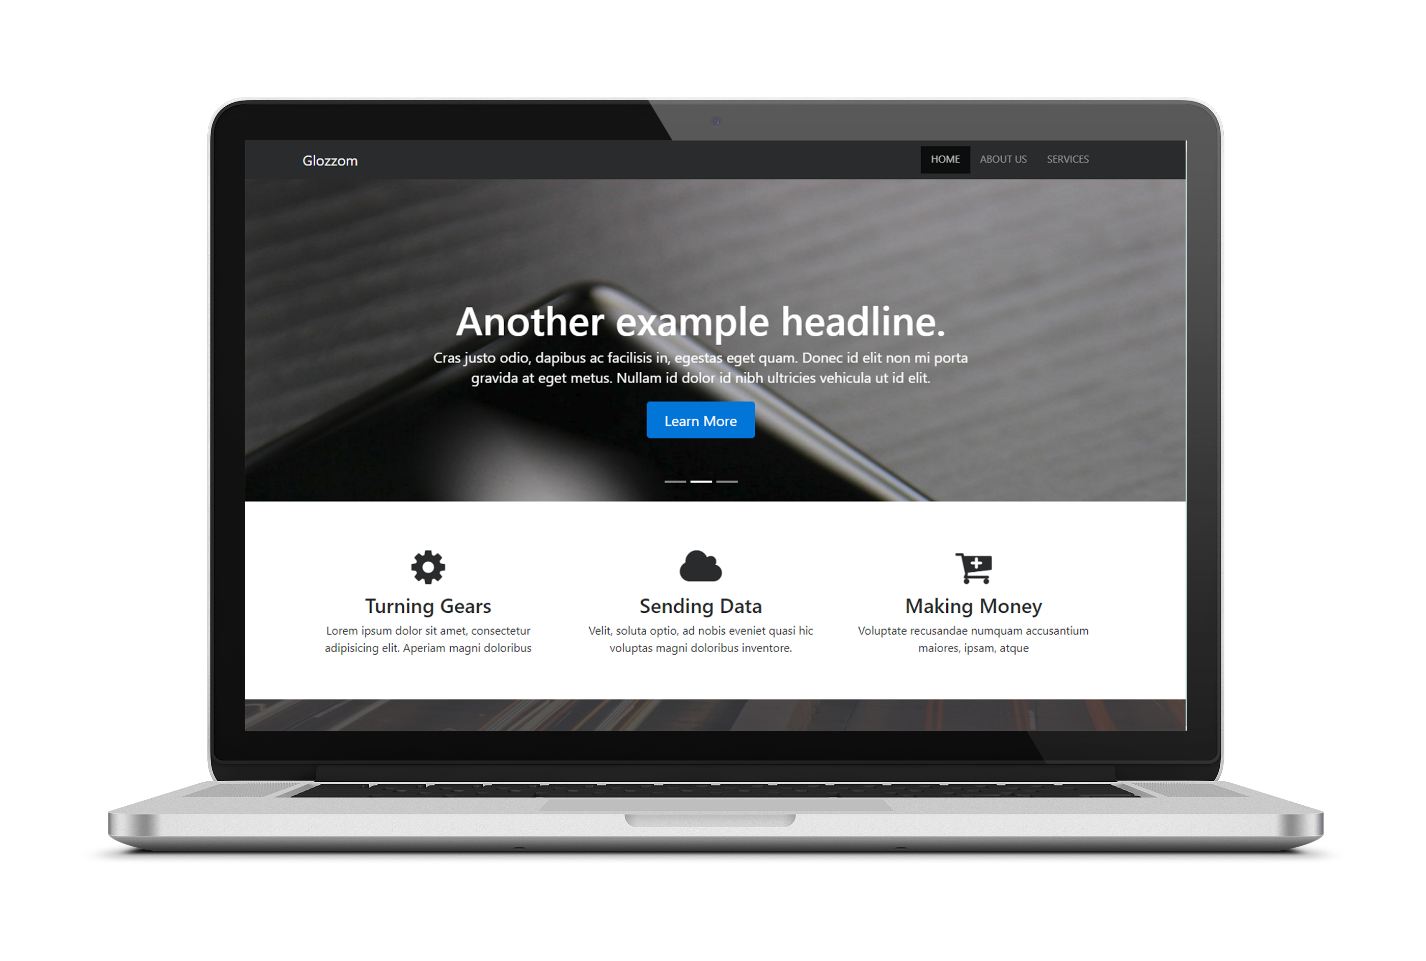 Glozzom
HOME ABOUT US SERVICES
Another example headline.
Cras justo odio, dapibus ac facilisis in, egestas eget quam. Donec id elit non mi porta
gravida at eget metus. Nullam id dolor id nibh ultricies vehicula ut id elit.
Learn More
Turning Gears
Lorem ipsum dolor sit amet, consectetur
adipisicing elit. Aperiam magni doloribus
Sending Data
Velit, soluta optio, ad nobis eveniet quasi hic
voluptas magni doloribus inventore.
Making Money
Voluptate recusandae numquam accusantium
maiores, ipsam, atque